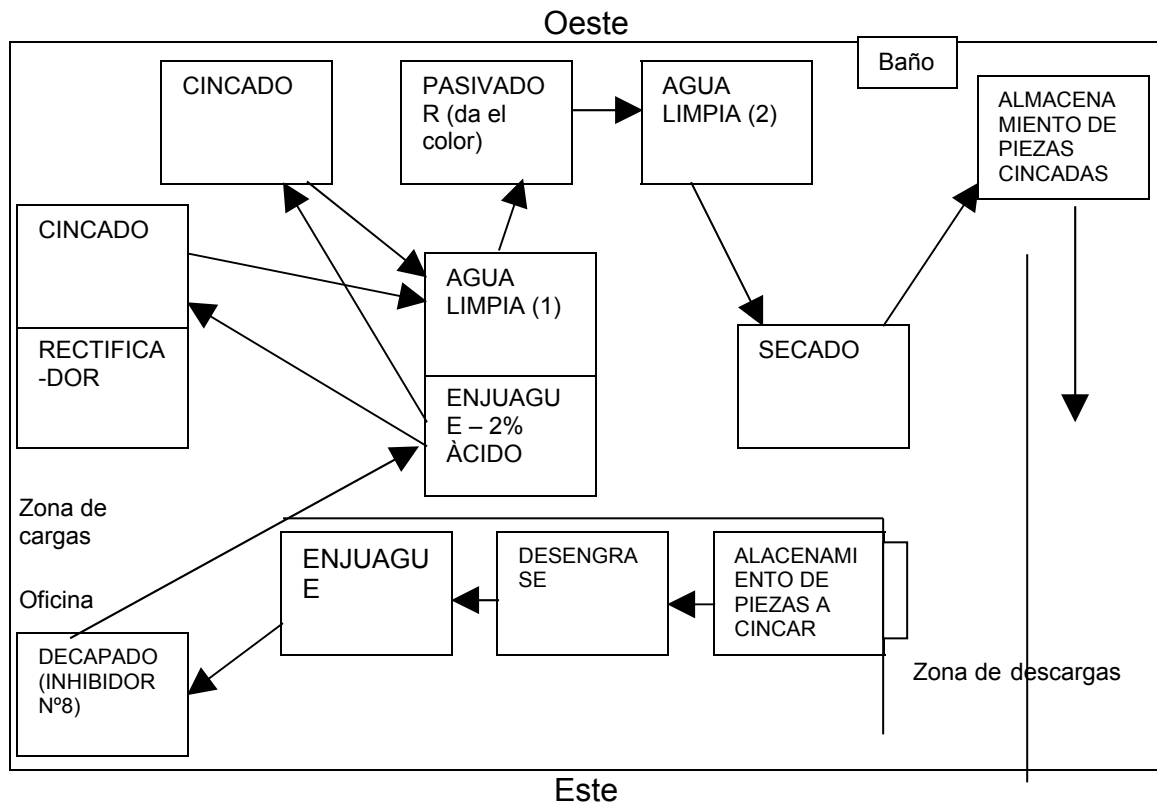 Oeste
Baño
CINCADO
PASIVADO
R (da el
color)
AGUA
LIMPIA (2)
ALMACENA
MIENTO DE
PIEZAS
CINCADAS
CINCADO
RECTIFICA
-DOR
AGUA
LIMPIA (1)
ENJUAGU
E – 2%
ÀCIDO
SECADO
Zona de
cargas
Oficina
ENJUAGU
E
DESENGRA
SE
ALACENAMI
ENTO DE
PIEZAS A
CINCAR
DECAPADO
(INHIBIDOR
Nº8)
Zona de descargas
Este